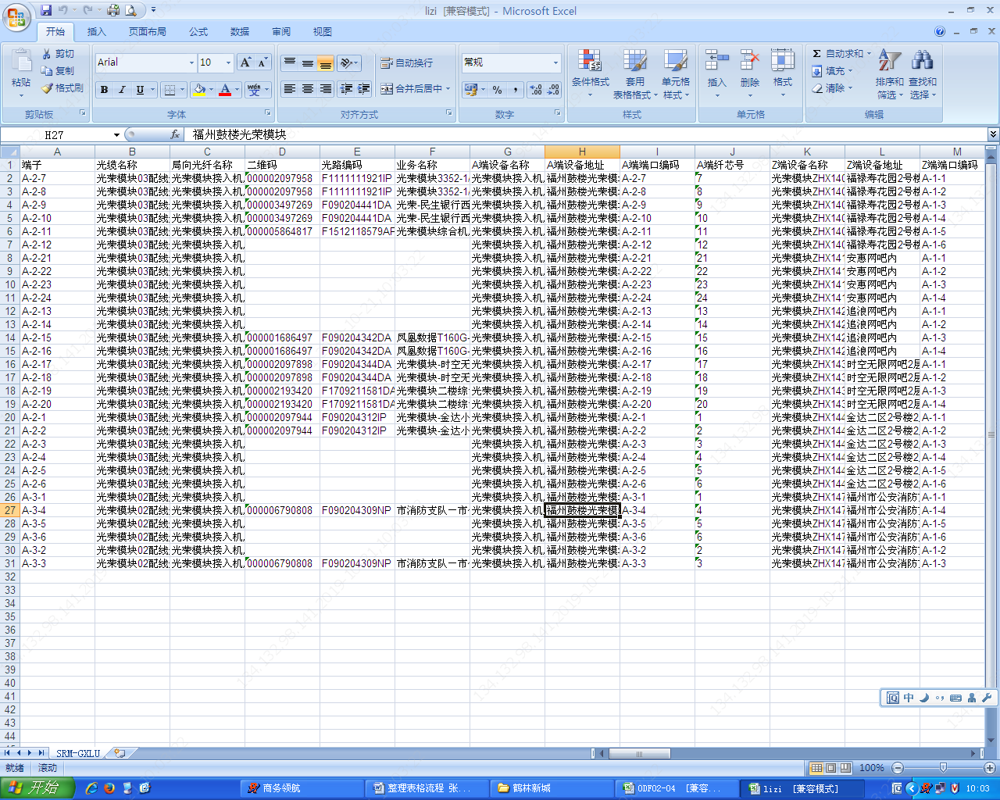 lizi  [兼容模式] - Microsoft Excel
开始 插入 页面布局 公式 数据 审阅 视图
粘贴 剪切 复制 格式刷 剪贴板
Arial 10 B I U A 字体
自动换行 合并后居中 对齐方式
常规 % , 数字
条件格式 套用表格格式 单元格样式 样式
插入 删除 格式 单元格
Σ 自动求和 填充 清除 排序和筛选 查找和选择 编辑
H27 fx 福州鼓楼光荣模块
A B C D E F G H I J K L M
1 端子 光缆名称 局向光纤名称 二维码 光路编码 业务名称 A端设备名称 A端设备地址 A端端口编码 A端纤芯号 Z端设备名称 Z端设备地址 Z端端口编码
2 A-2-7 光荣模块03配线 光荣模块接入机 000002097958 F1111111921IP 光荣模块3352-1 光荣模块接入机 福州鼓楼光荣模 A-2-7 7 光荣模块ZHX140 福禄寿花园2号楼 A-1-1
3 A-2-8 光荣模块03配线 光荣模块接入机 000002097958 F1111111921IP 光荣模块3352-1 光荣模块接入机 福州鼓楼光荣模 A-2-8 8 光荣模块ZHX140 福禄寿花园2号楼 A-1-2
4 A-2-9 光荣模块03配线 光荣模块接入机 000003497269 F090204441DA 光荣-民生银行西 光荣模块接入机 福州鼓楼光荣模 A-2-9 9 光荣模块ZHX140 福禄寿花园2号楼 A-1-3
5 A-2-10 光荣模块03配线 光荣模块接入机 000003497269 F090204441DA 光荣-民生银行西 光荣模块接入机 福州鼓楼光荣模 A-2-10 10 光荣模块ZHX140 福禄寿花园2号楼 A-1-4
6 A-2-11 光荣模块03配线 光荣模块接入机 000005864817 F1512118579AP 光荣模块综合机 光荣模块接入机 福州鼓楼光荣模 A-2-11 11 光荣模块ZHX140 福禄寿花园2号楼 A-1-5
7 A-2-12 光荣模块03配线 光荣模块接入机 光荣模块接入机 福州鼓楼光荣模 A-2-12 12 光荣模块ZHX140 福禄寿花园2号楼 A-1-6
8 A-2-21 光荣模块03配线 光荣模块接入机 光荣模块接入机 福州鼓楼光荣模 A-2-21 21 光荣模块ZHX141 安惠网吧内 A-1-1
9 A-2-22 光荣模块03配线 光荣模块接入机 光荣模块接入机 福州鼓楼光荣模 A-2-22 22 光荣模块ZHX141 安惠网吧内 A-1-2
10 A-2-23 光荣模块03配线 光荣模块接入机 光荣模块接入机 福州鼓楼光荣模 A-2-23 23 光荣模块ZHX141 安惠网吧内 A-1-3
11 A-2-24 光荣模块03配线 光荣模块接入机 光荣模块接入机 福州鼓楼光荣模 A-2-24 24 光荣模块ZHX141 安惠网吧内 A-1-4
12 A-2-13 光荣模块03配线 光荣模块接入机 光荣模块接入机 福州鼓楼光荣模 A-2-13 13 光荣模块ZHX142 追浪网吧内 A-1-1
13 A-2-14 光荣模块03配线 光荣模块接入机 光荣模块接入机 福州鼓楼光荣模 A-2-14 14 光荣模块ZHX142 追浪网吧内 A-1-2
14 A-2-15 光荣模块03配线 光荣模块接入机 000001686497 F090204342DA 凤凰数据T160G- 光荣模块接入机 福州鼓楼光荣模 A-2-15 15 光荣模块ZHX142 追浪网吧内 A-1-3
15 A-2-16 光荣模块03配线 光荣模块接入机 000001686497 F090204342DA 凤凰数据T160G- 光荣模块接入机 福州鼓楼光荣模 A-2-16 16 光荣模块ZHX142 追浪网吧内 A-1-4
16 A-2-17 光荣模块03配线 光荣模块接入机 000002097898 F090204344DA 光荣模块-时空无 光荣模块接入机 福州鼓楼光荣模 A-2-17 17 光荣模块ZHX143 时空无限网吧2层 A-1-1
17 A-2-18 光荣模块03配线 光荣模块接入机 000002097898 F090204344DA 光荣模块-时空无 光荣模块接入机 福州鼓楼光荣模 A-2-18 18 光荣模块ZHX143 时空无限网吧2层 A-1-2
18 A-2-19 光荣模块03配线 光荣模块接入机 000002193420 F1709211581DA 光荣模块二楼综 光荣模块接入机 福州鼓楼光荣模 A-2-19 19 光荣模块ZHX143 时空无限网吧2层 A-1-3
19 A-2-20 光荣模块03配线 光荣模块接入机 000002193420 F1709211581DA 光荣模块二楼综 光荣模块接入机 福州鼓楼光荣模 A-2-20 20 光荣模块ZHX143 时空无限网吧2层 A-1-4
20 A-2-1 光荣模块03配线 光荣模块接入机 000002097944 F090204312IP 光荣模块-金达小 光荣模块接入机 福州鼓楼光荣模 A-2-1 1 光荣模块ZHX144 金达二区2号楼2 A-1-1
21 A-2-2 光荣模块03配线 光荣模块接入机 000002097944 F090204312IP 光荣模块-金达小 光荣模块接入机 福州鼓楼光荣模 A-2-2 2 光荣模块ZHX144 金达二区2号楼2 A-1-2
22 A-2-3 光荣模块03配线 光荣模块接入机 光荣模块接入机 福州鼓楼光荣模 A-2-3 3 光荣模块ZHX144 金达二区2号楼2 A-1-3
23 A-2-4 光荣模块03配线 光荣模块接入机 光荣模块接入机 福州鼓楼光荣模 A-2-4 4 光荣模块ZHX144 金达二区2号楼2 A-1-4
24 A-2-5 光荣模块03配线 光荣模块接入机 光荣模块接入机 福州鼓楼光荣模 A-2-5 5 光荣模块ZHX144 金达二区2号楼2 A-1-5
25 A-2-6 光荣模块03配线 光荣模块接入机 光荣模块接入机 福州鼓楼光荣模 A-2-6 6 光荣模块ZHX144 金达二区2号楼2 A-1-6
26 A-3-1 光荣模块02配线 光荣模块接入机 光荣模块接入机 福州鼓楼光荣模 A-3-1 1 光荣模块ZHX147 福州市公安消防 A-1-1
27 A-3-4 光荣模块02配线 光荣模块接入机 000006790808 F090204309NP 市消防支队一市 光荣模块接入机 福州鼓楼光荣模 A-3-4 4 光荣模块ZHX147 福州市公安消防 A-1-4
28 A-3-5 光荣模块02配线 光荣模块接入机 光荣模块接入机 福州鼓楼光荣模 A-3-5 5 光荣模块ZHX147 福州市公安消防 A-1-5
29 A-3-6 光荣模块02配线 光荣模块接入机 光荣模块接入机 福州鼓楼光荣模 A-3-6 6 光荣模块ZHX147 福州市公安消防 A-1-6
30 A-3-2 光荣模块02配线 光荣模块接入机 光荣模块接入机 福州鼓楼光荣模 A-3-2 2 光荣模块ZHX147 福州市公安消防 A-1-2
31 A-3-3 光荣模块02配线 光荣模块接入机 000006790808 F090204309NP 市消防支队一市 光荣模块接入机 福州鼓楼光荣模 A-3-3 3 光荣模块ZHX147 福州市公安消防 A-1-3
32
33
34
35
36
37
38
39
40
41
42
43
44
中
SRM-GXLU
就绪 滚动 100%
开始 商务领航 整理表格流程 张... 鹤林新城 ODF02-04 [兼容... lizi [兼容模式] 10:03